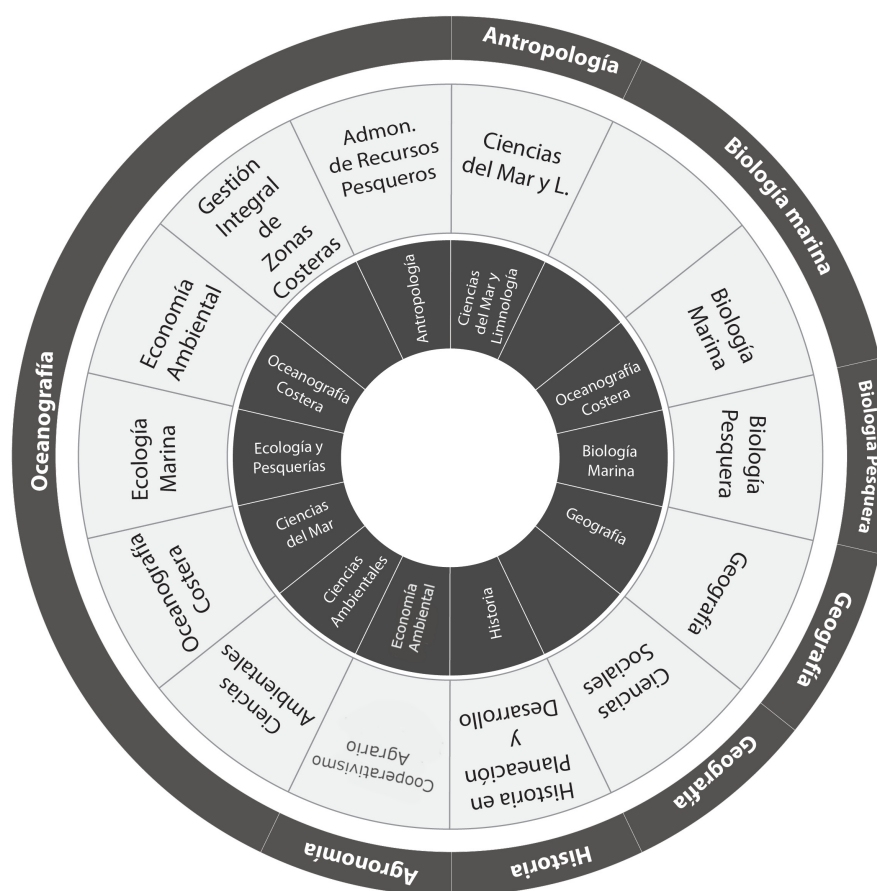 Antropología
Biología marina
Biología Pesquera
Geografía
Geografía
Historia
Agronomía
Oceanografía
Ciencias
del Mar y L.
Biología
Marina
Biología
Pesquera
Geografía
Ciencias
Sociales
Historia en
Planeación
y
Desarrollo
Cooperativismo
Agrario
Ciencias
Ambientales
Oceanografía
Costera
Ecología
Marina
Economía
Ambiental
Gestión
Integral
de
Zonas
Costeras
Admon.
de Recursos
Pesqueros
Ciencias
del Mar y
Limnología
Oceanografía
Costera
Biología
Marina
Geografía
Historia
Economía
Ambiental
Ciencias
Ambientales
Ciencias
del Mar
Ecología y
Pesquerías
Oceanografía
Costera
Antropología